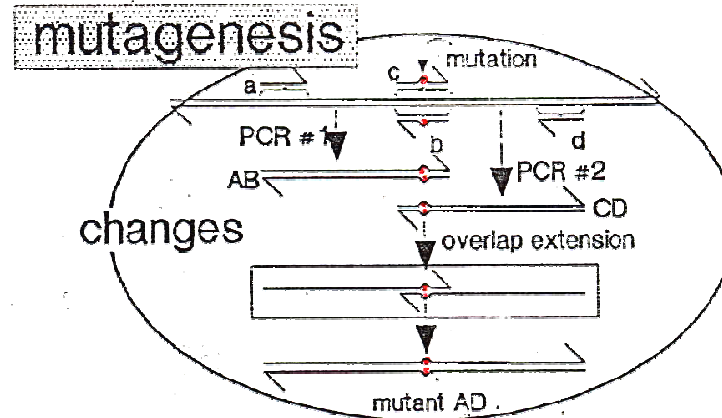 mutagenesis
mutation
c
a
PCR # 1
b
d
AB
PCR #2
CD
changes
overlap extension
mutant AD